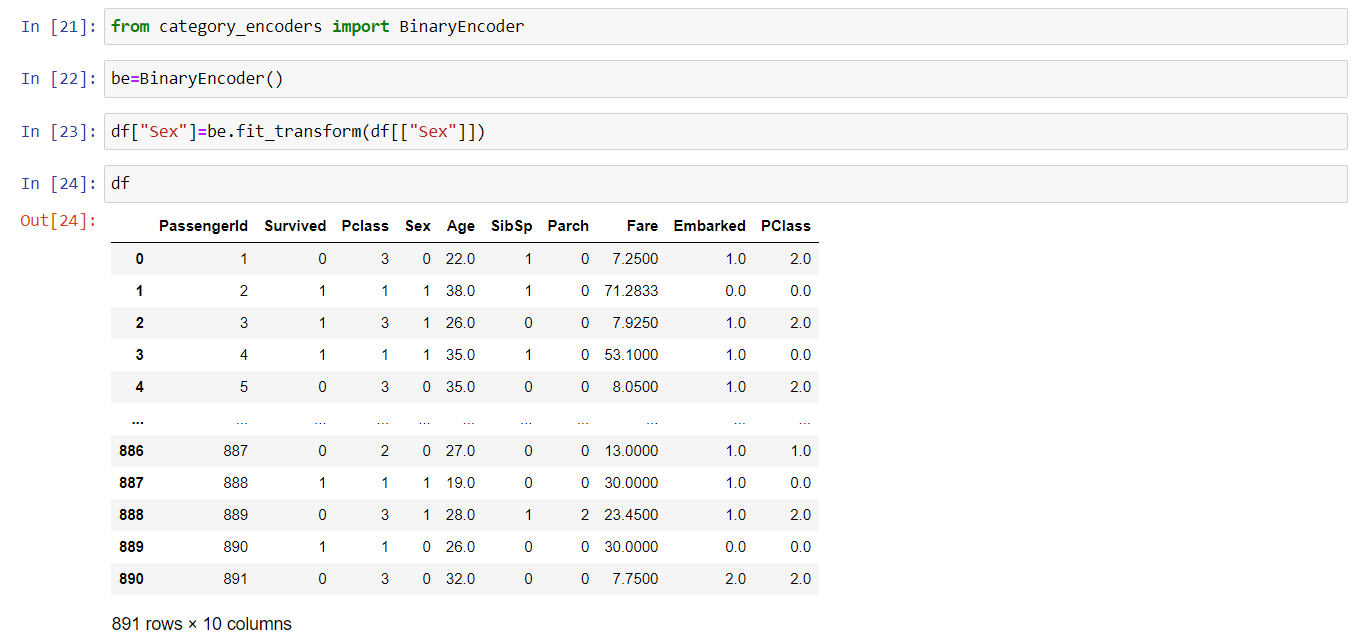 In [21]: from category_encoders import BinaryEncoder
In [22]: be=BinaryEncoder()
In [23]: df["Sex"]=be.fit_transform(df[["Sex"]])
In [24]: df
Out[24]:
PassengerId Survived Pclass Sex Age SibSp Parch Fare Embarked PClass
0 1 0 3 0 22.0 1 0 7.2500 1.0 2.0
1 2 1 1 1 38.0 1 0 71.2833 0.0 0.0
2 3 1 3 1 26.0 0 0 7.9250 1.0 2.0
3 4 1 1 1 35.0 1 0 53.1000 1.0 0.0
4 5 0 3 0 35.0 0 0 8.0500 1.0 2.0
... ... ... ... ... ... ... ... ... ... ...
886 887 0 2 0 27.0 0 0 13.0000 1.0 1.0
887 888 1 1 1 19.0 0 0 30.0000 1.0 0.0
888 889 0 3 1 28.0 1 2 23.4500 1.0 2.0
889 890 1 1 0 26.0 0 0 30.0000 0.0 0.0
890 891 0 3 0 32.0 0 0 7.7500 2.0 2.0
891 rows × 10 columns